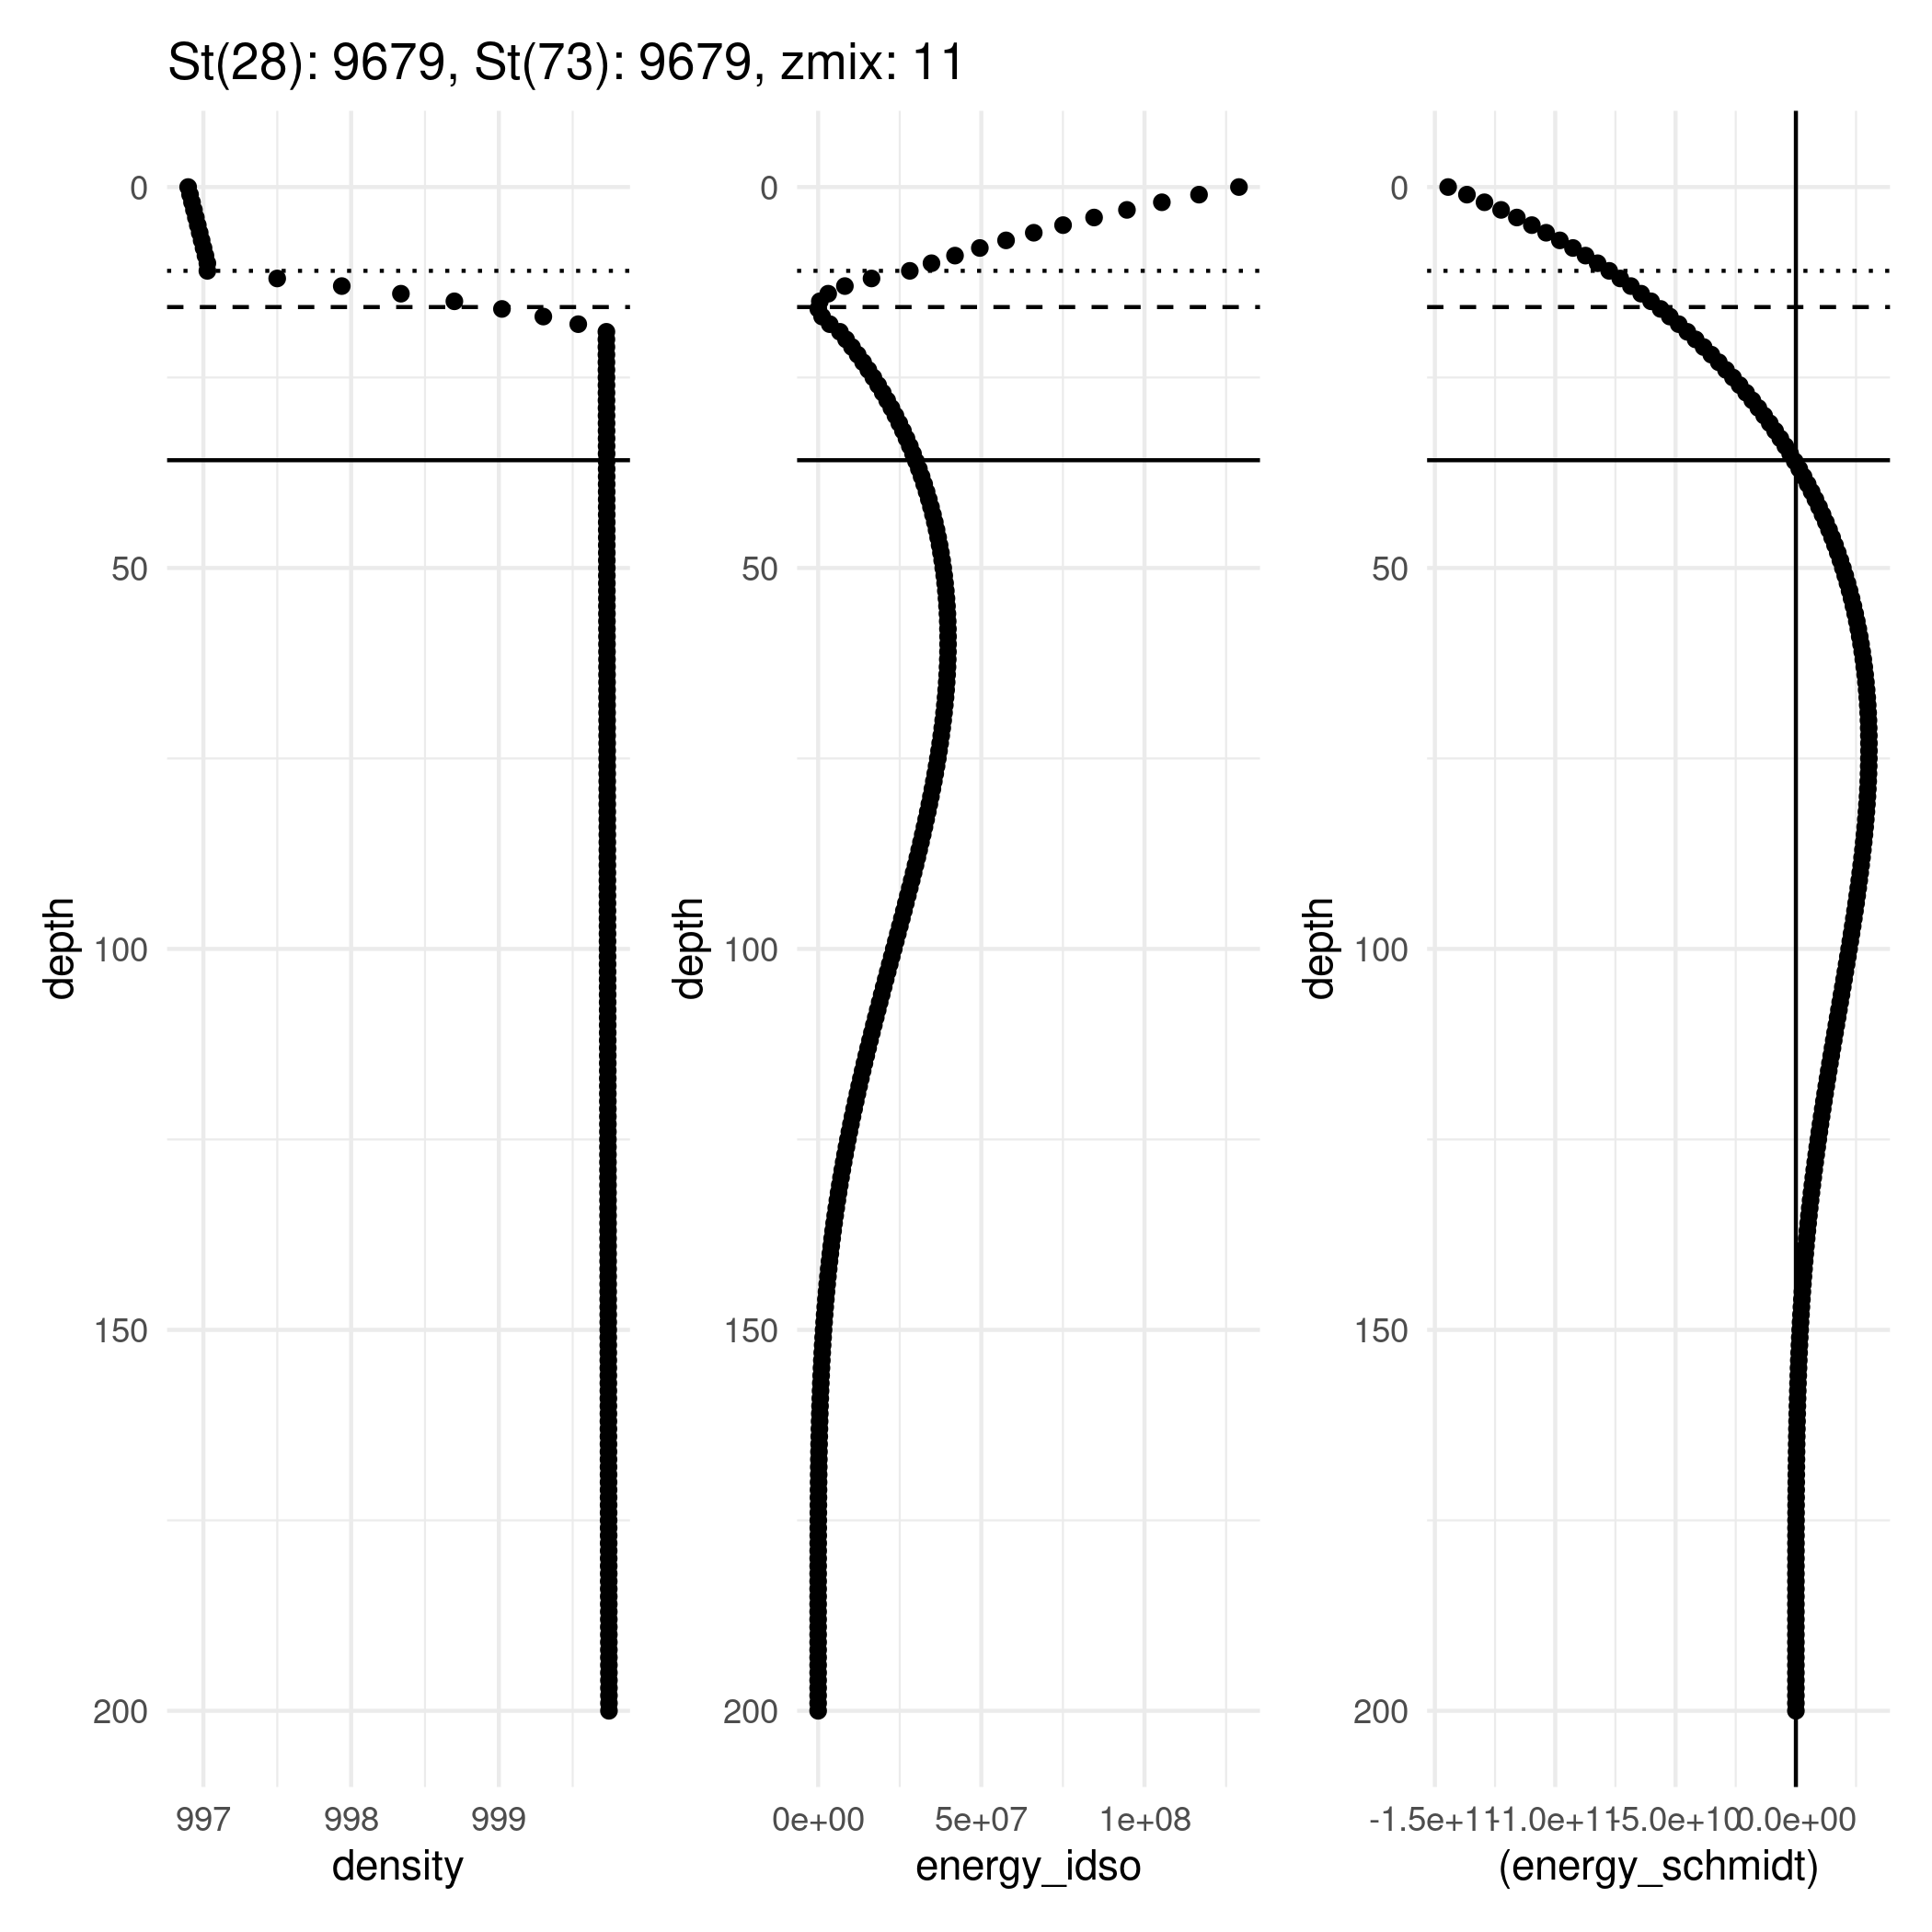 St(28): 9679, St(73): 9679, zmix: 11
0
50
100
150
200
depth
997
998
999
density
0
50
100
150
200
depth
0e+00
5e+07
1e+08
energy_idso
0
50
100
150
200
depth
-1.5e+11
-1.0e+11
-5.0e+10
0.0e+00
(energy_schmidt)